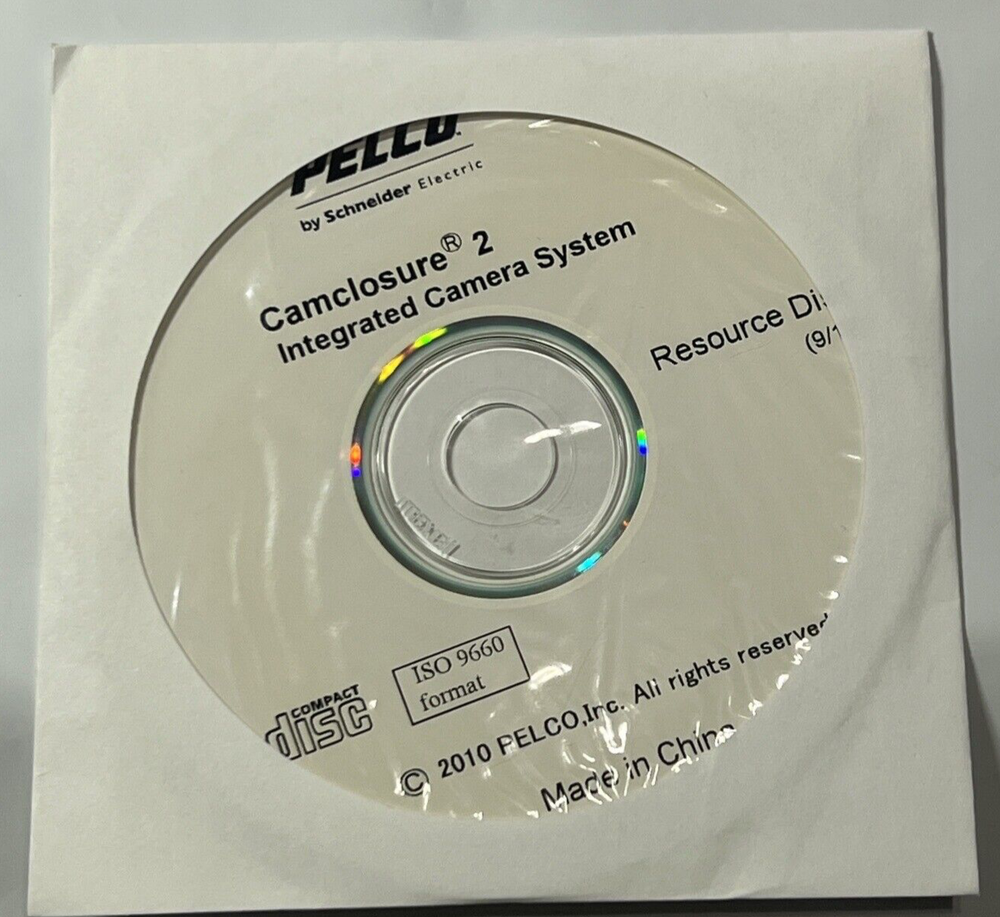 PELCO™
by Schneider Electric
Camclosure® 2
Integrated Camera System
Resource Dis
(9/1
COMPACT
disc
ISO 9660
format
© 2010 PELCO,Inc. All rights reserved
Made in China